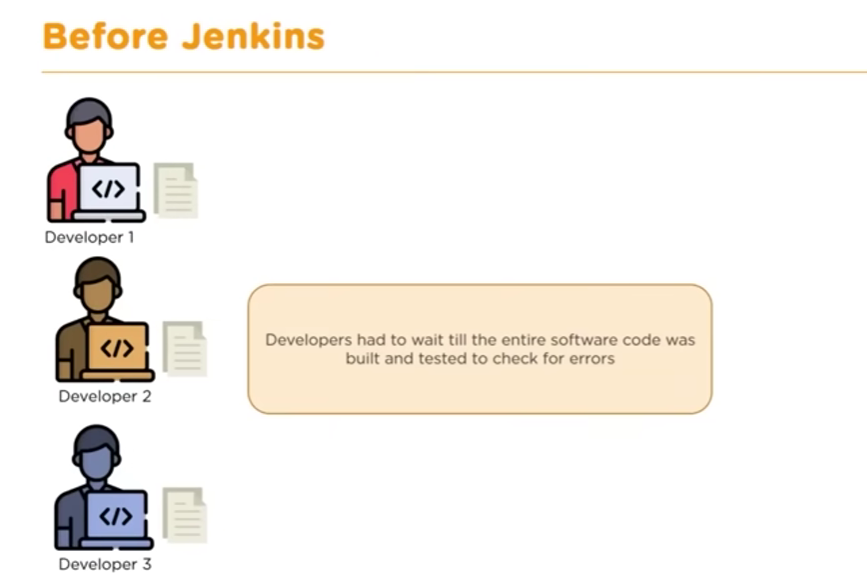 Before Jenkins
</>
Developer 1
</>
Developer 2
Developers had to wait till the entire software code was
built and tested to check for errors
</>
Developer 3